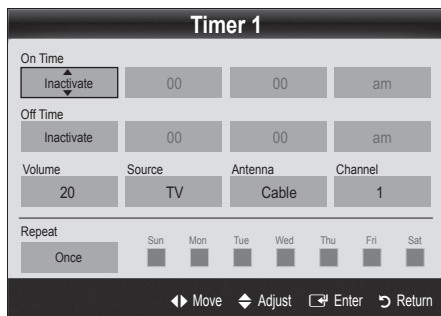 Timer 1
On Time
Inactivate 00 00 am
Off Time
Inactivate 00 00 am
Volume Source Antenna Channel
20 TV Cable 1
Repeat
Sun Mon Tue Wed Thu Fri Sat
Once
Move Adjust Enter Return